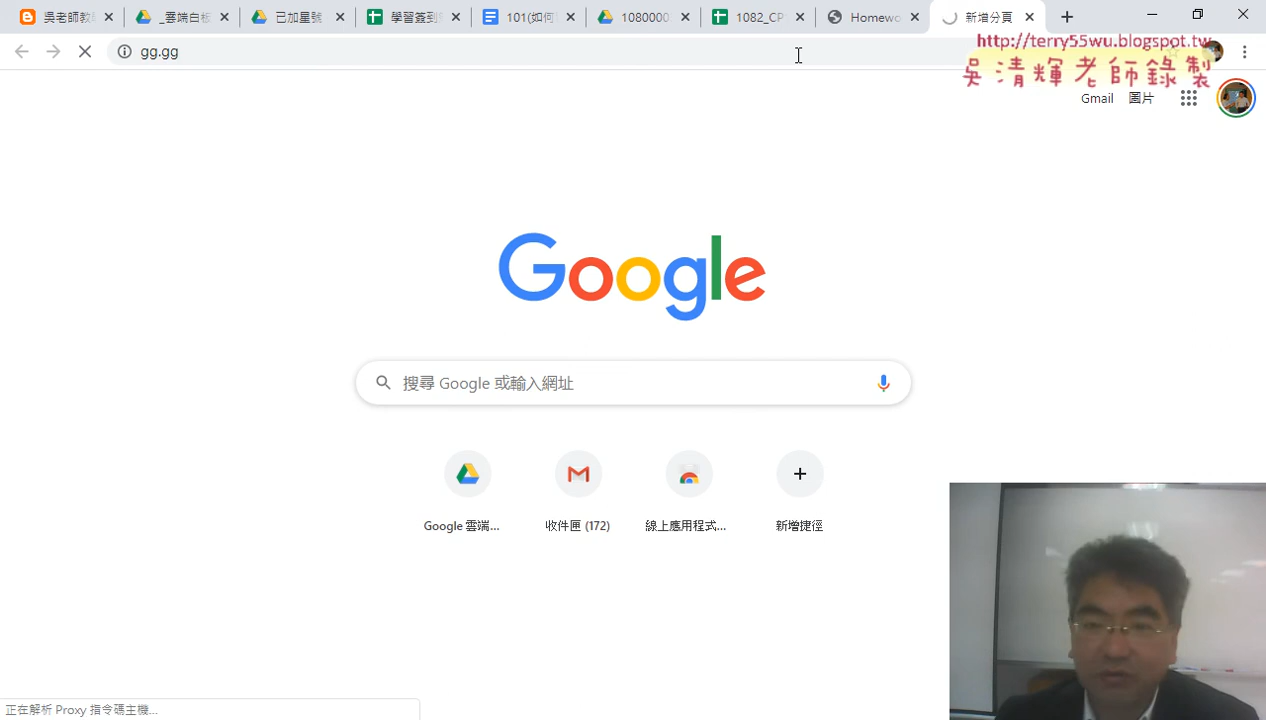 吳老師教學
_雲端白板
已加星號
學習簽到
101(如何
1080000
1082_CP
Homewo
新增分頁
gg.gg
http://terry55wu.blogspot.tw
吳清輝老師錄製
Gmail
圖片
Google
搜尋 Google 或輸入網址
Google 雲端...
收件匣 (172)
線上應用程式...
新增捷徑
正在解析 Proxy 指令碼主機...